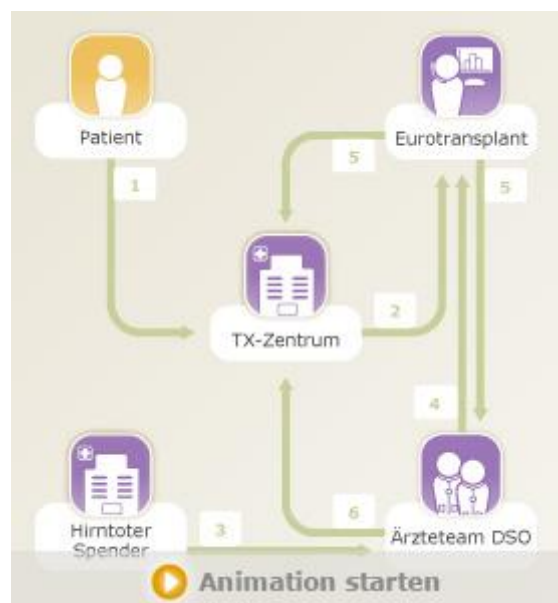 Patient
Eurotransplant
5
1
5
TX-Zentrum
2
4
Hirntoter
Spender
3
6
Ärzteteam DSO
Animation starten